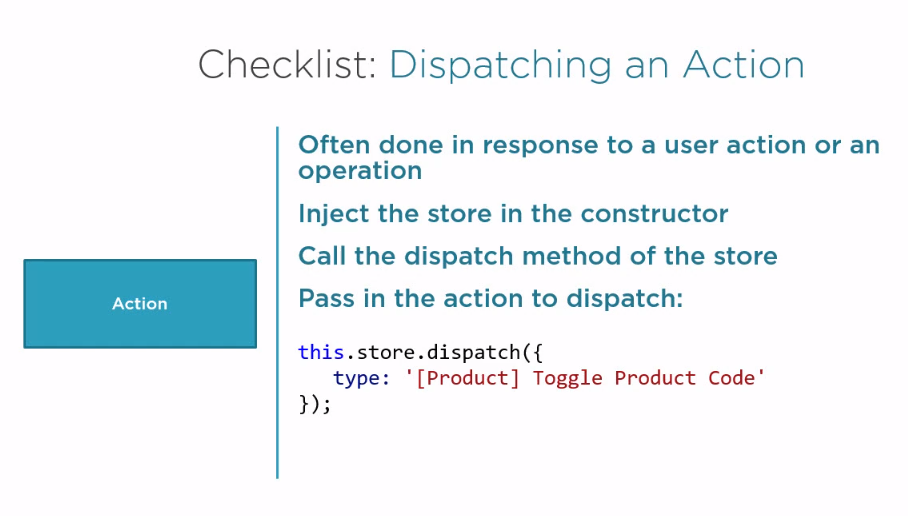 Checklist: Dispatching an Action
Often done in response to a user action or an
operation
Inject the store in the constructor
Call the dispatch method of the store
Pass in the action to dispatch:
Action
this.store.dispatch({
   type: '[Product] Toggle Product Code'
});